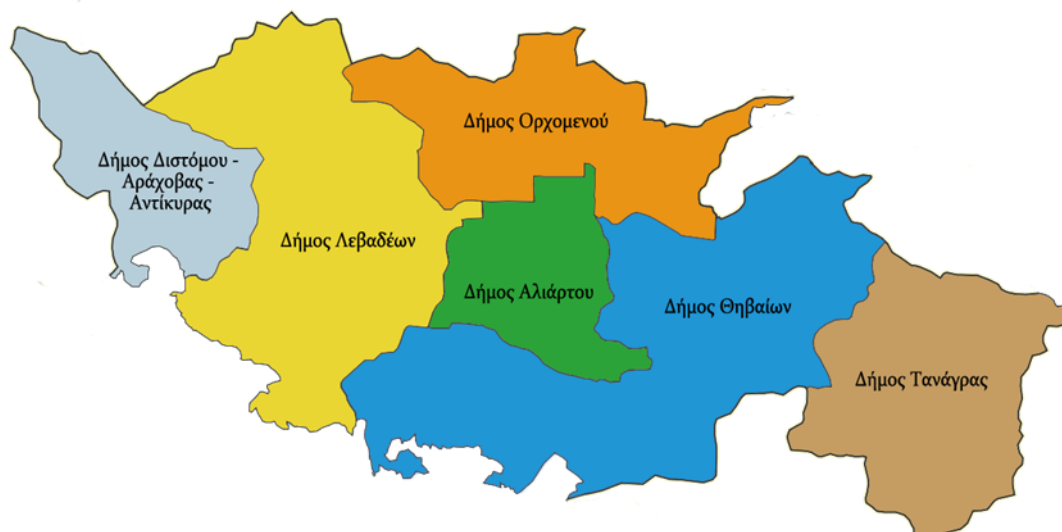 Δήμος Ορχομενού
Δήμος Διστόμου -
Αράχοβας -
Αντίκυρας
Δήμος Λεβαδέων
Δήμος Αλιάρτου
Δήμος Θηβαίων
Δήμος Τανάγρας